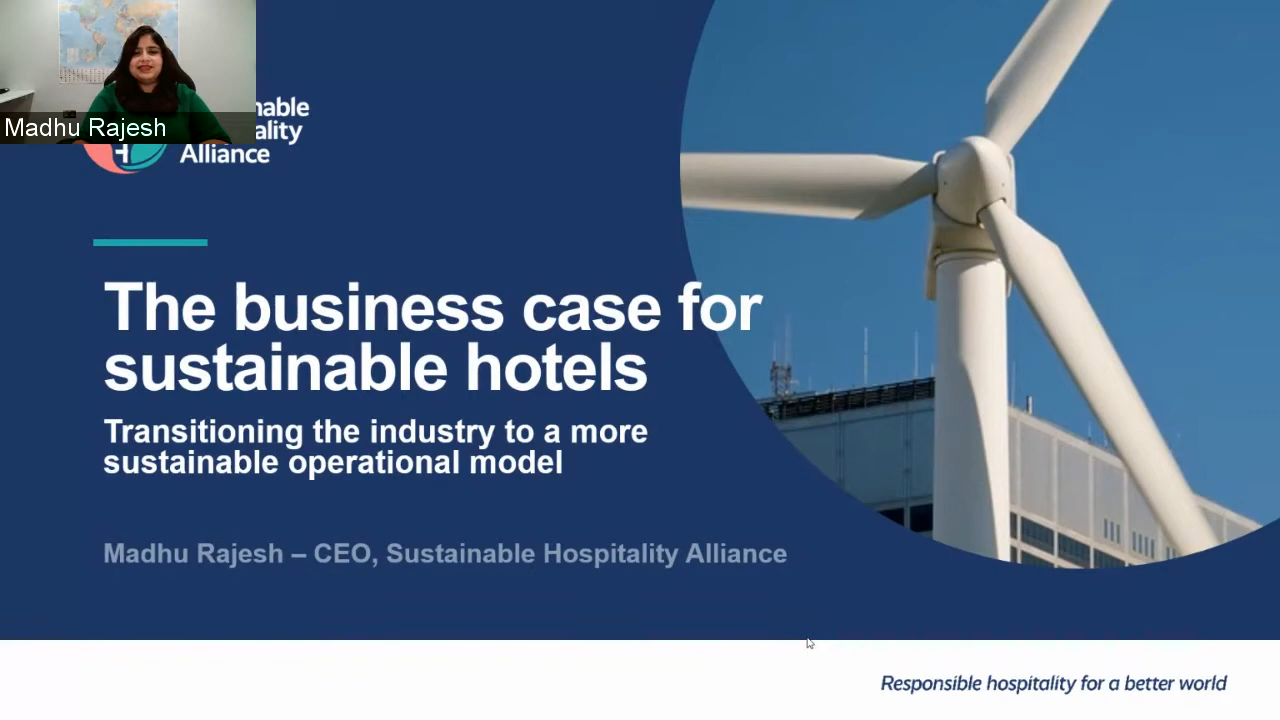 Madhu Rajesh
Alliance
The business case for
sustainable hotels
Transitioning the industry to a more
sustainable operational model
Madhu Rajesh – CEO, Sustainable Hospitality Alliance
Responsible hospitality for a better world